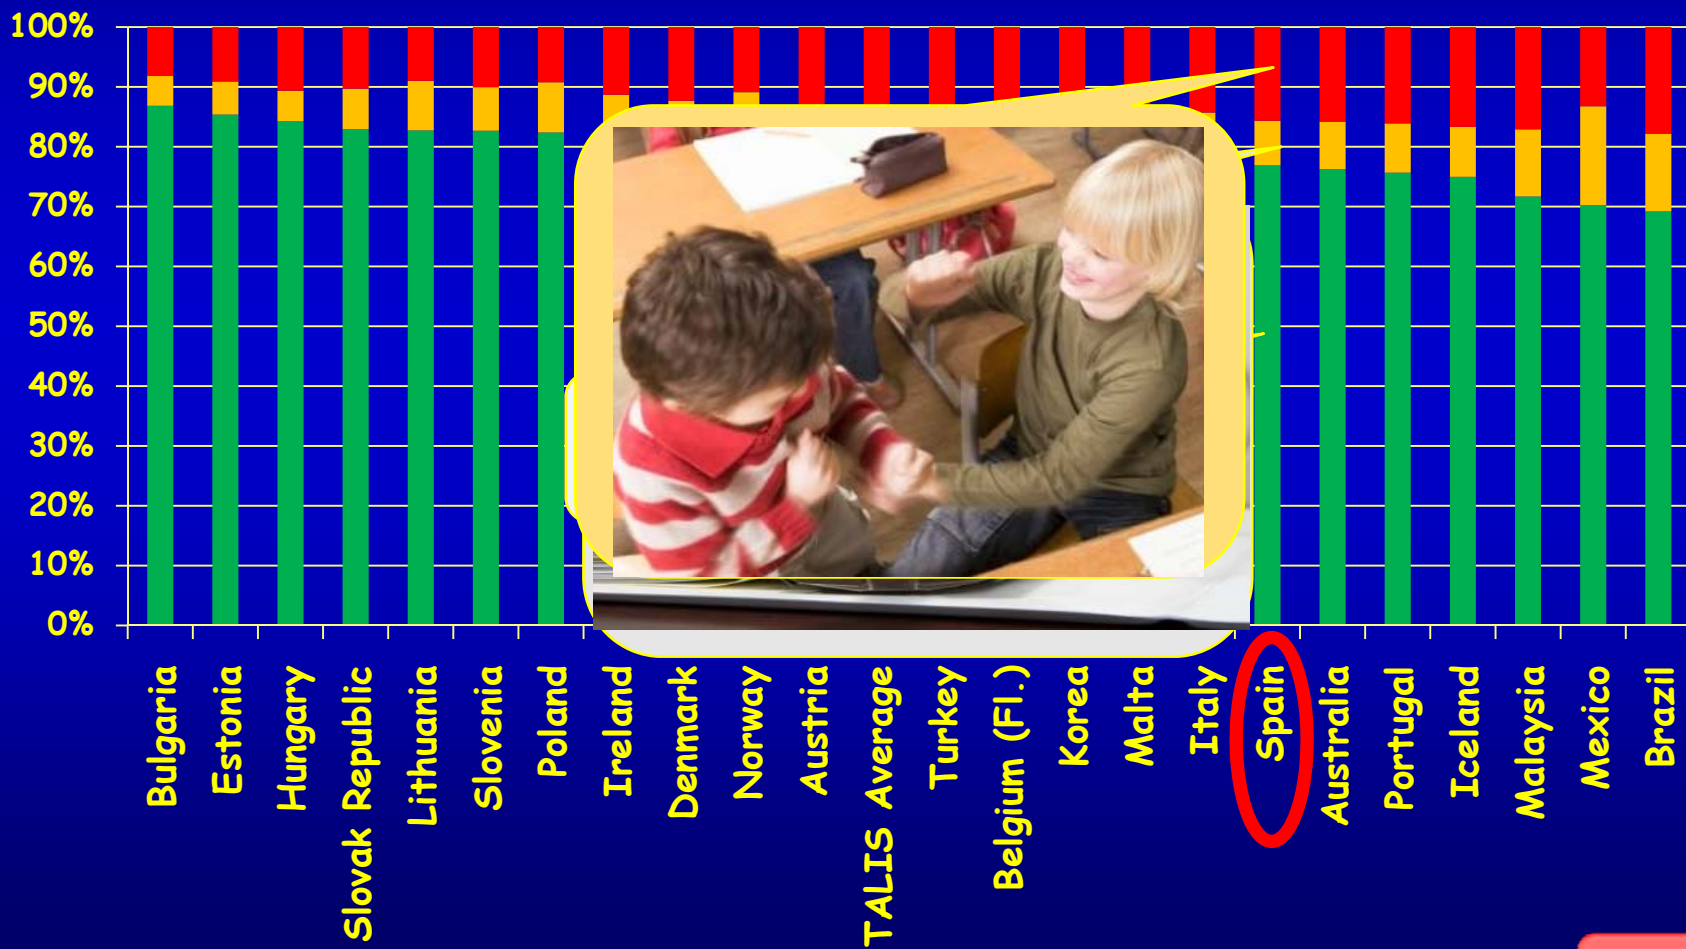 100%
90%
80%
70%
60%
50%
40%
30%
20%
10%
0%
Bulgaria
Estonia
Hungary
Slovak Republic
Lithuania
Slovenia
Poland
Ireland
Denmark
Norway
Austria
TALIS Average
Turkey
Belgium (Fl.)
Korea
Malta
Italy
Spain
Australia
Portugal
Iceland
Malaysia
Mexico
Brazil